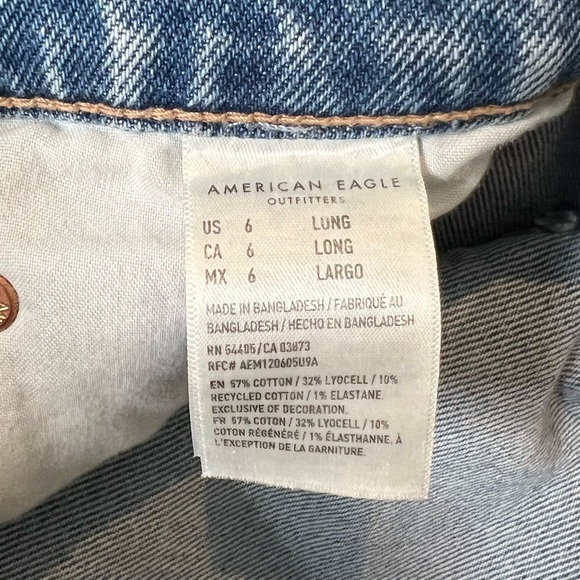 AMERICAN EAGLE
OUTFITTERS
US 6 LUNG
CA 6 LONG
MX 6 LARGO
MADE IN BANGLADESH / FABRIQUÉ AU
BANGLADESH / HECHO EN BANGLADESH
RN 54485/CA 03873
RFC# AEM120605U9A
EN 57% COTTON / 32% LYOCELL / 10%
RECYCLED COTTON / 1% ELASTANE.
EXCLUSIVE OF DECORATION.
FR 57% COTON / 32% LYOCELL / 10%
COTON RÉGÉNÉRÉ / 1% ÉLASTHANNE. À
L'EXCEPTION DE LA GARNITURE.